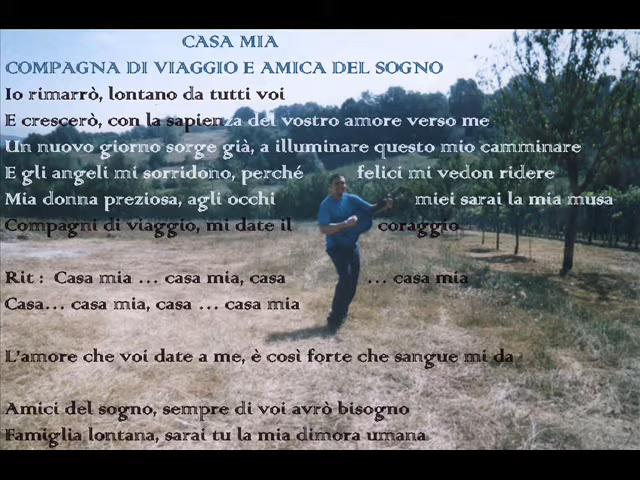 CASA MIA
COMPAGNA DI VIAGGIO E AMICA DEL SOGNO
Io rimarrò, lontano da tutti voi
E crescerò, con la sapienza del vostro amore verso me
Un nuovo giorno sorge già, a illuminare questo mio camminare
E gli angeli mi sorridono, perché felici mi vedon ridere
Mia donna preziosa, agli occhi miei sarai la mia musa
Compagni di viaggio, mi date il coraggio
Rit : Casa mia ... casa mia, casa ... casa mia
Casa... casa mia, casa ... casa mia
L'amore che voi date a me, è così forte che sangue mi da
Amici del sogno, sempre di voi avrò bisogno
Famiglia lontana, sarai tu la mia dimora umana